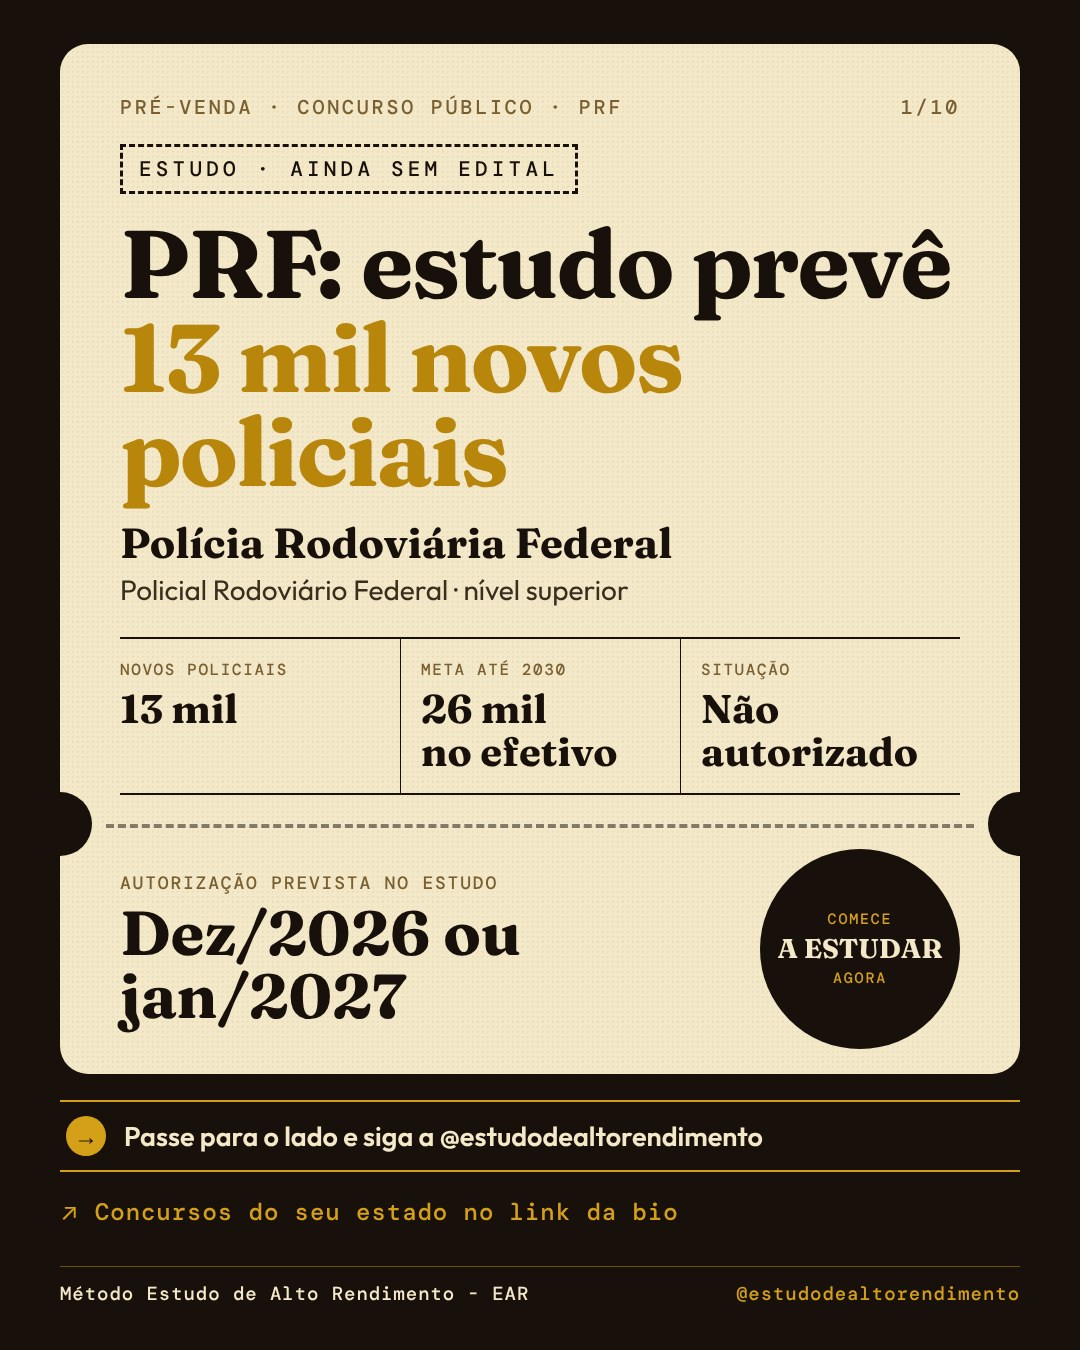 PRÉ-VENDA · CONCURSO PÚBLICO · PRF 1/10
ESTUDO · AINDA SEM EDITAL
PRF: estudo prevê
13 mil novos
policiais
Polícia Rodoviária Federal
Policial Rodoviário Federal · nível superior
NOVOS POLICIAIS
13 mil
META ATÉ 2030
26 mil
no efetivo
SITUAÇÃO
Não
autorizado
AUTORIZAÇÃO PREVISTA NO ESTUDO
Dez/2026 ou
jan/2027
COMECE
A ESTUDAR
AGORA
→ Passe para o lado e siga a @estudodealtorendimento
↗ Concursos do seu estado no link da bio
Método Estudo de Alto Rendimento - EAR @estudodealtorendimento